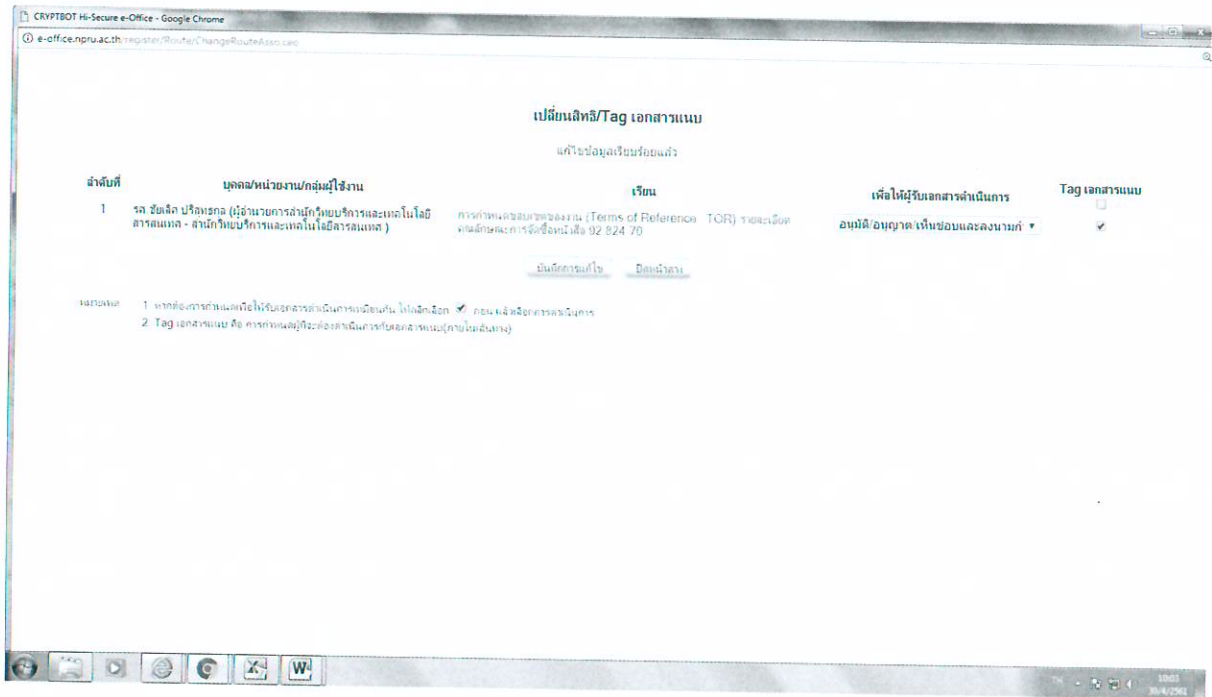 CRYPTBOT Hi-Secure e-Office - Google Chrome
e-office.npru.ac.th/register/Route/ChangeRouteAssn.ceo
เปลี่ยนสิทธิ/Tag เอกสารแนบ
แก้ไขข้อมูลเรียบร้อยแล้ว
ลำดับที่ บุคคล/หน่วยงาน/กลุ่มผู้ใช้งาน เรียน เพื่อให้ผู้รับเอกสารดำเนินการ Tag เอกสารแนบ
1 รศ.ชัยเลิศ ปริสุทธกุล (ผู้อำนวยการสำนักวิทยบริการและเทคโนโลยี การกำหนดขอบเขตของงาน (Terms of Reference TOR) รายละเอียด อนุมัติ/อนุญาต/เห็นชอบและลงนามกำ
สารสนเทศ - สำนักวิทยบริการและเทคโนโลยีสารสนเทศ ) คุณลักษณะการจัดซื้อหนังสือ 92 824 70
บันทึกการแก้ไข ปิดหน้าต่าง
หมายเหตุ 1 หากต้องการกำหนดเพื่อให้รับเอกสารดำเนินการเหมือนกัน ให้คลิกเลือก ก่อน แล้วเลือกการดำเนินการ
2 Tag เอกสารแนบ คือ การกำหนดผู้ที่จะต้องดำเนินการกับเอกสารแนบ(ภายในเส้นทาง)
TH
10:03
30/4/2561